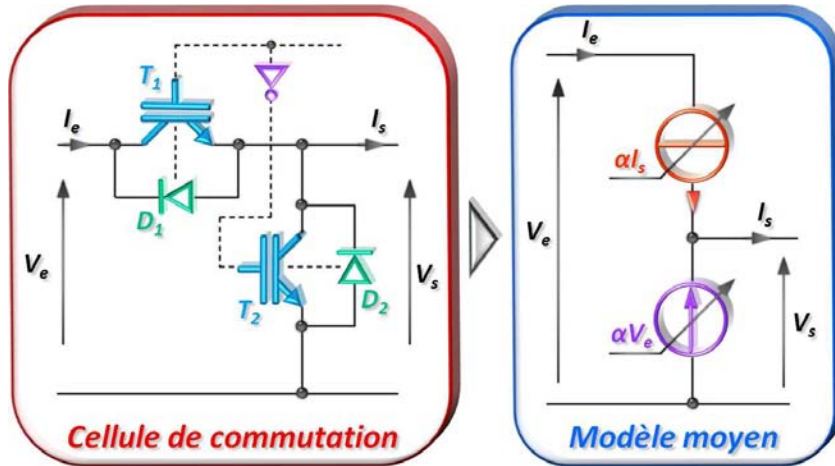 T1
Ie
Is
D1
Ve
T2
D2
Vs
Cellule de commutation
Ie
αIs
Ve
Is
αVe
Vs
Modèle moyen